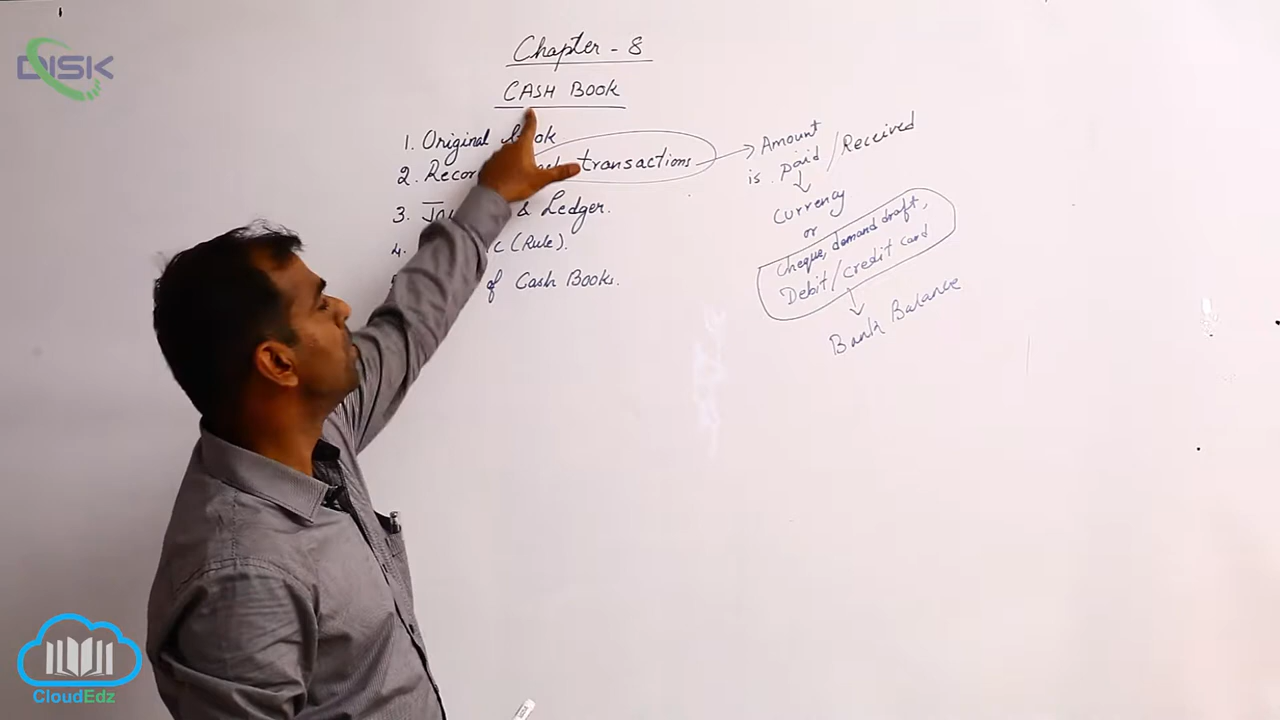 DISK
Chapter - 8
CASH BOOK
1. Original Book
2. Recor transactions
Amount
is paid / Received
Currency
or
cheque, demand draft,
Debit / credit card
Bank Balance
3. & Ledger.
4. (Rule).
of Cash Books.
CloudEdz